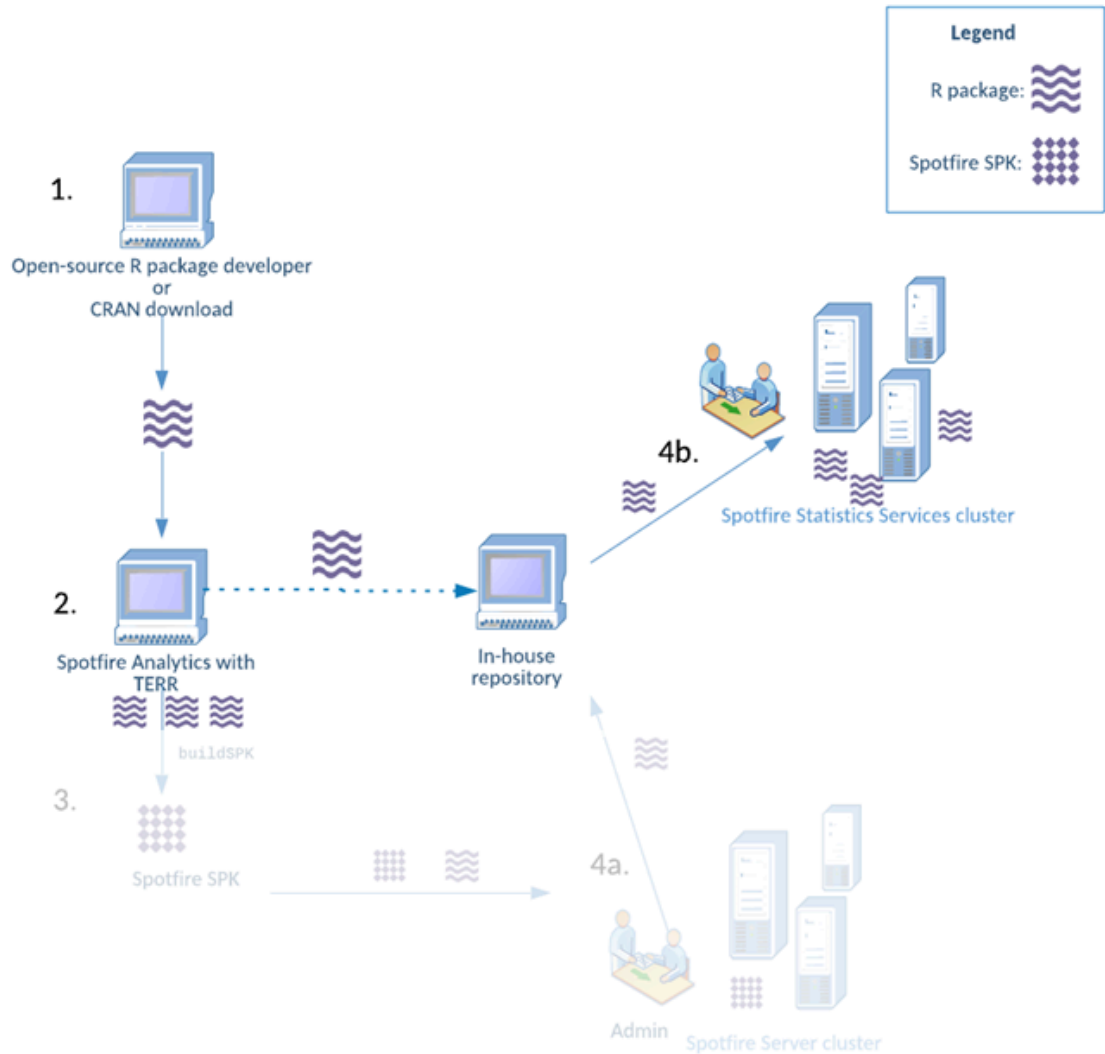 Legend
R package:
Spotfire SPK:
1.
Open-source R package developer
or
CRAN download
4b.
Spotfire Statistics Services cluster
2.
Spotfire Analytics with
TERR
In-house
repository
buildSPK
3.
Spotfire SPK
4a.
Admin
Spotfire Server cluster